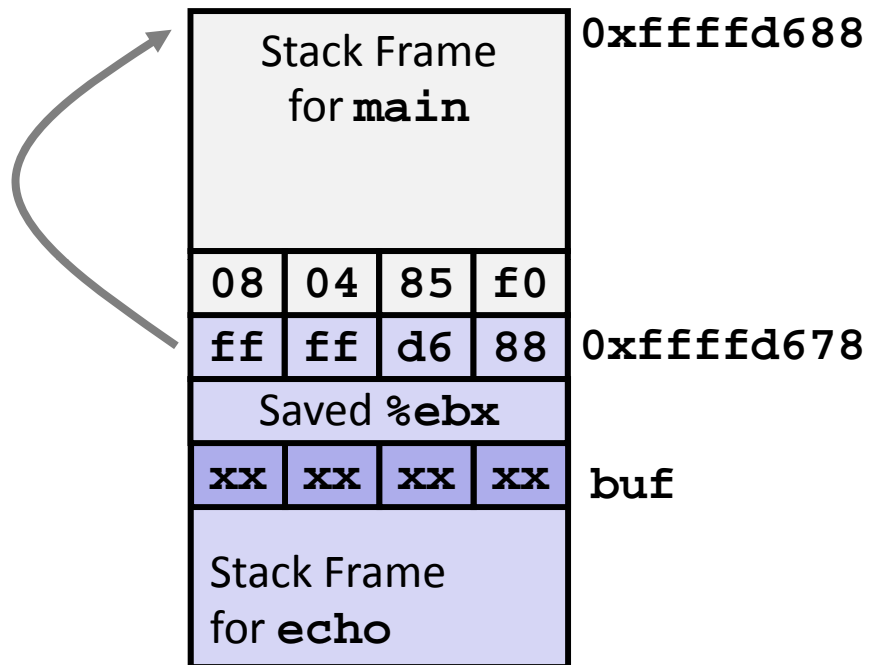 Stack Frame
for main
0xffffd688
08 04 85 f0
ff ff d6 88
0xffffd678
Saved %ebx
xx xx xx xx
buf
Stack Frame
for echo